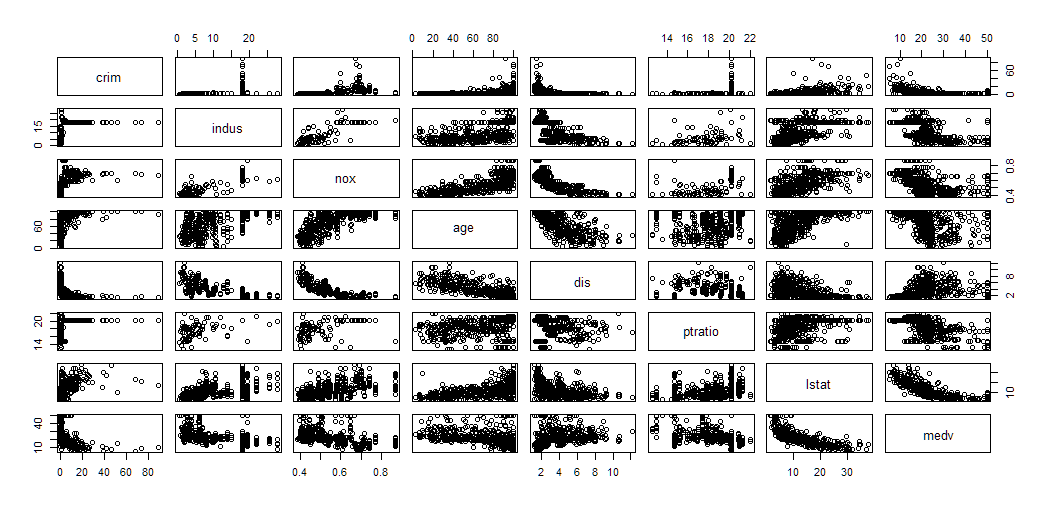 0 5 10 20
0 20 40 60 80
14 16 18 20 22
10 20 30 40 50
crim
0 60
0 15
indus
nox
0.4 0.8
0 60
age
dis
2 8
14 20
ptratio
lstat
10
10 40
medv
0 20 40 60 80
0.4 0.6 0.8
2 4 6 8 10
10 20 30